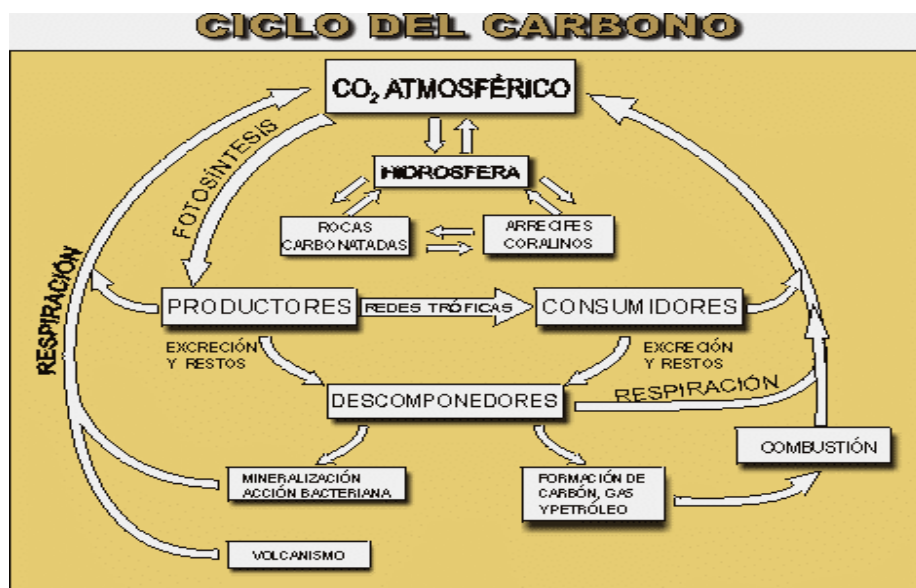 CICLO DEL CARBONO
CO₂ ATMOSFÉRICO
FOTOSÍNTESIS
HIDROSFERA
ROCAS
CARBONATADAS
ARRECIFES
CORALINOS
RESPIRACIÓN
PRODUCTORES
REDES TRÓFICAS
CONSUMIDORES
EXCRECIÓN
Y RESTOS
EXCRECIÓN
Y RESTOS
DESCOMPONEDORES
RESPIRACIÓN
COMBUSTIÓN
MINERALIZACIÓN
ACCIÓN BACTERIANA
FORMACIÓN DE
CARBÓN, GAS
YPETRÓLEO
VOLCANISMO